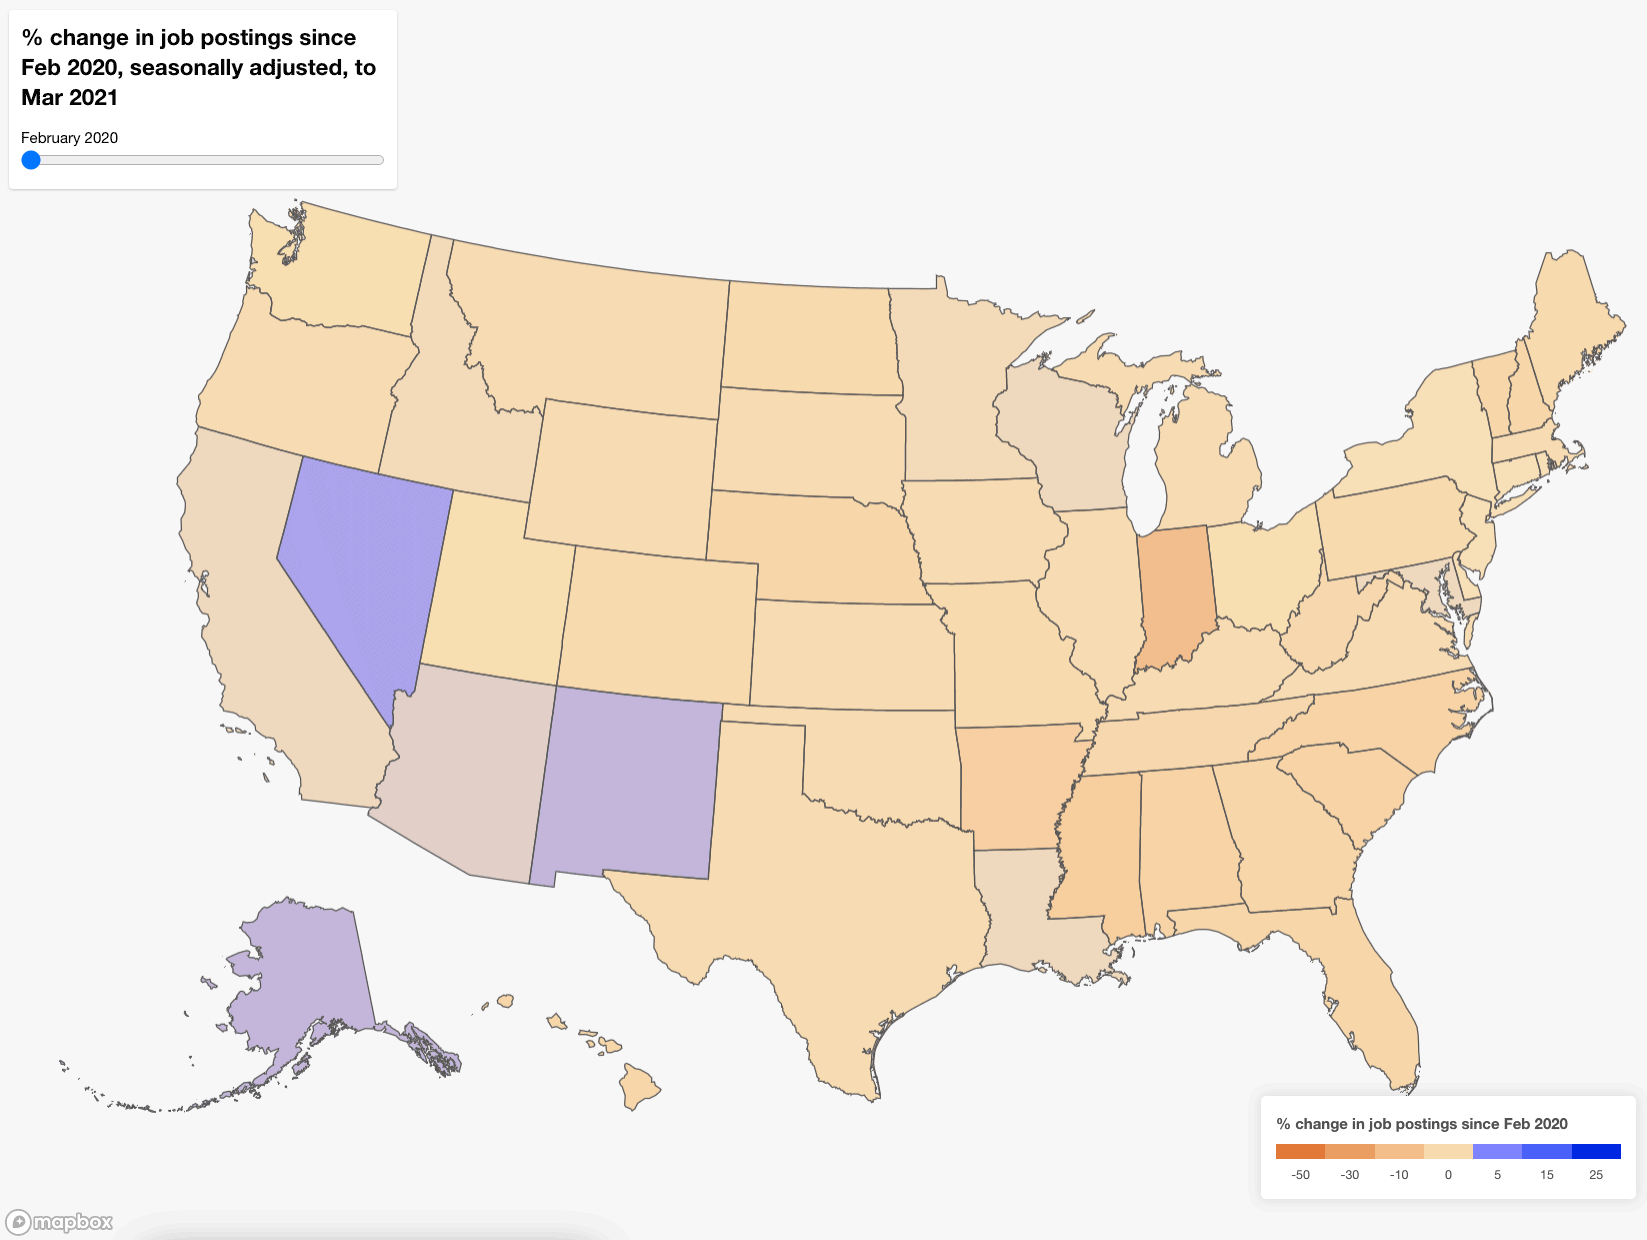 % change in job postings since
Feb 2020, seasonally adjusted, to
Mar 2021
February 2020
% change in job postings since Feb 2020
-50 -30 -10 0 5 15 25
mapbox